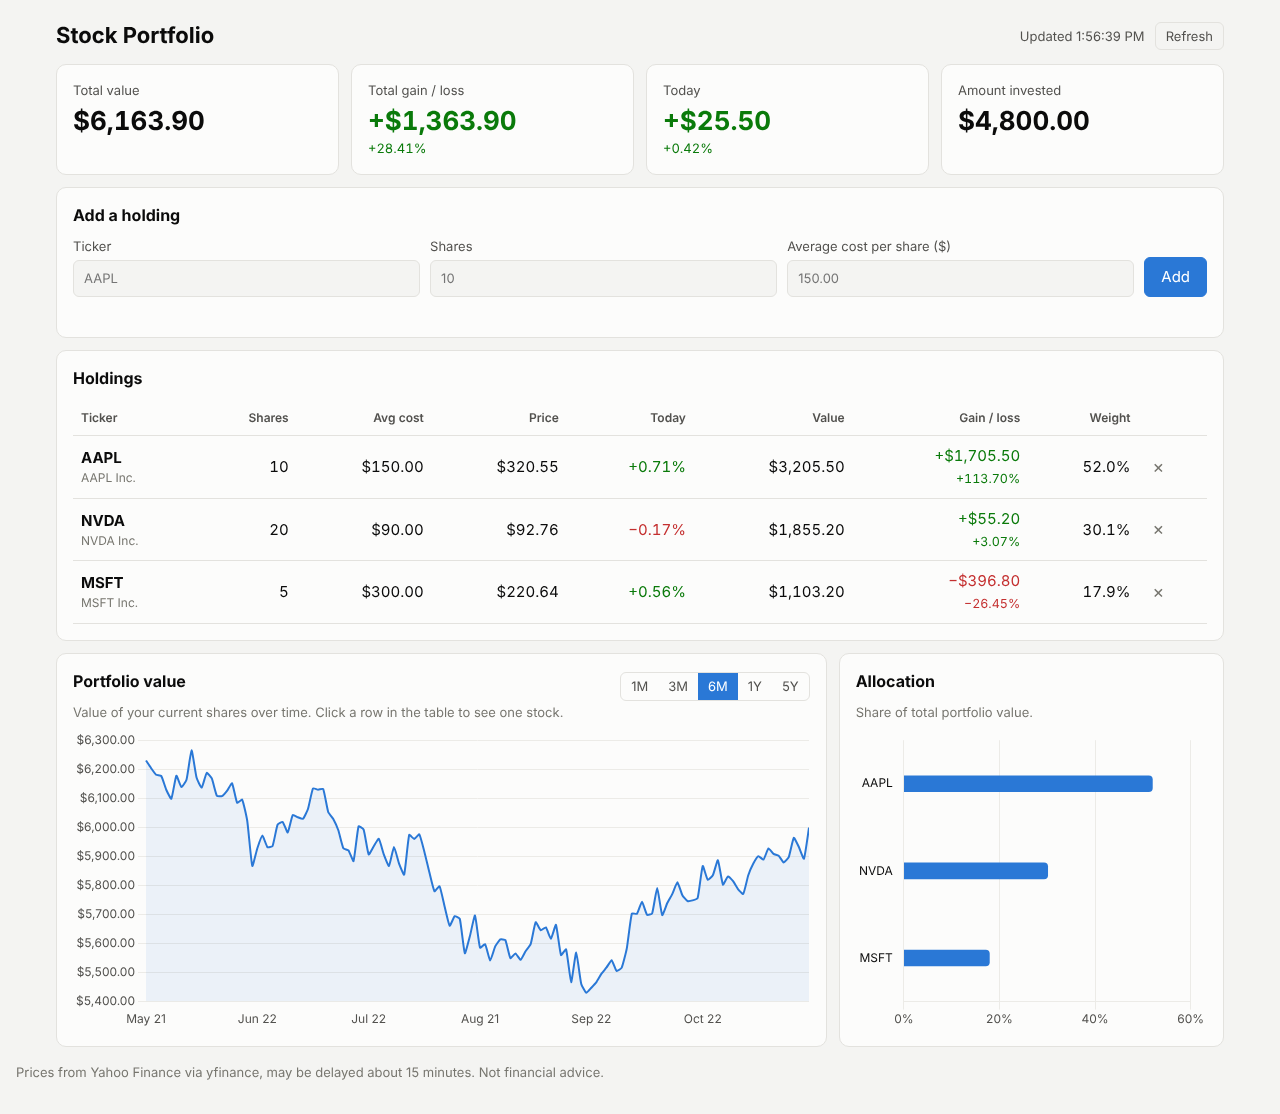 Stock Portfolio
Updated 1:56:39 PM Refresh
Total value
$6,163.90
Total gain / loss
+$1,363.90
+28.41%
Today
+$25.50
+0.42%
Amount invested
$4,800.00
Add a holding
Ticker Shares Average cost per share ($)
AAPL 10 150.00 Add
Holdings
Ticker Shares Avg cost Price Today Value Gain / loss Weight
AAPL 10 $150.00 $320.55 +0.71% $3,205.50 +$1,705.50 52.0% ×
AAPL Inc. +113.70%
NVDA 20 $90.00 $92.76 −0.17% $1,855.20 +$55.20 30.1% ×
NVDA Inc. +3.07%
MSFT 5 $300.00 $220.64 +0.56% $1,103.20 −$396.80 17.9% ×
MSFT Inc. −26.45%
Portfolio value
1M 3M 6M 1Y 5Y
Value of your current shares over time. Click a row in the table to see one stock.
$6,300.00
$6,200.00
$6,100.00
$6,000.00
$5,900.00
$5,800.00
$5,700.00
$5,600.00
$5,500.00
$5,400.00
May 21 Jun 22 Jul 22 Aug 21 Sep 22 Oct 22
Allocation
Share of total portfolio value.
AAPL
NVDA
MSFT
0% 20% 40% 60%
Prices from Yahoo Finance via yfinance, may be delayed about 15 minutes. Not financial advice.